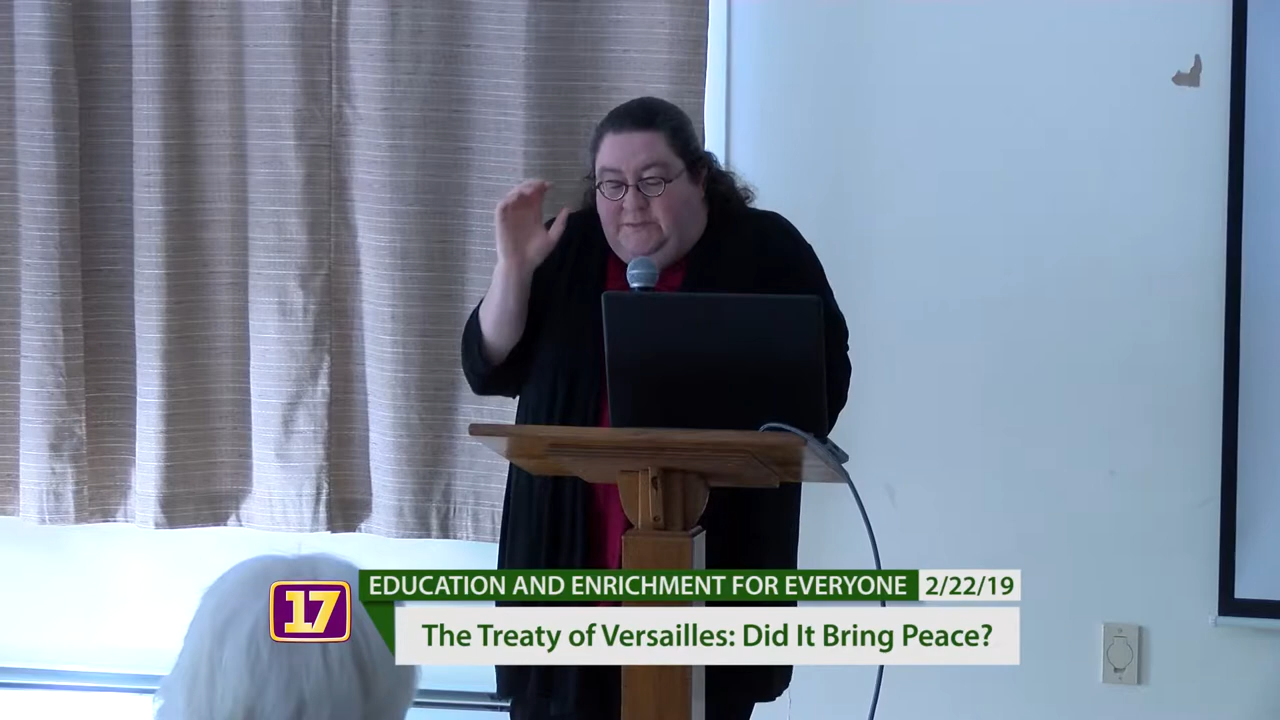 17
EDUCATION AND ENRICHMENT FOR EVERYONE 2/22/19
The Treaty of Versailles: Did It Bring Peace?